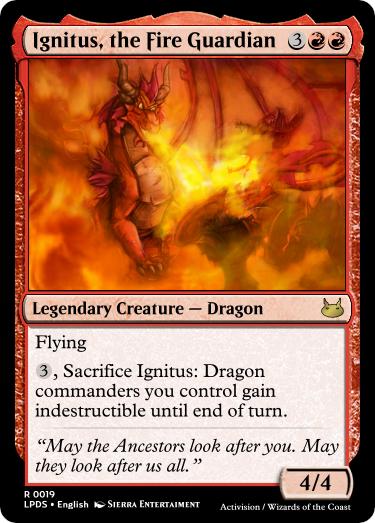 Ignitus, the Fire Guardian 3
Legendary Creature — Dragon
Flying
3, Sacrifice Ignitus: Dragon
commanders you control gain
indestructible until end of turn.
“May the Ancestors look after you. May
they look after us all.”
4/4
R 0019
LPDS • English Sierra Entertaiment
Activision / Wizards of the Coast